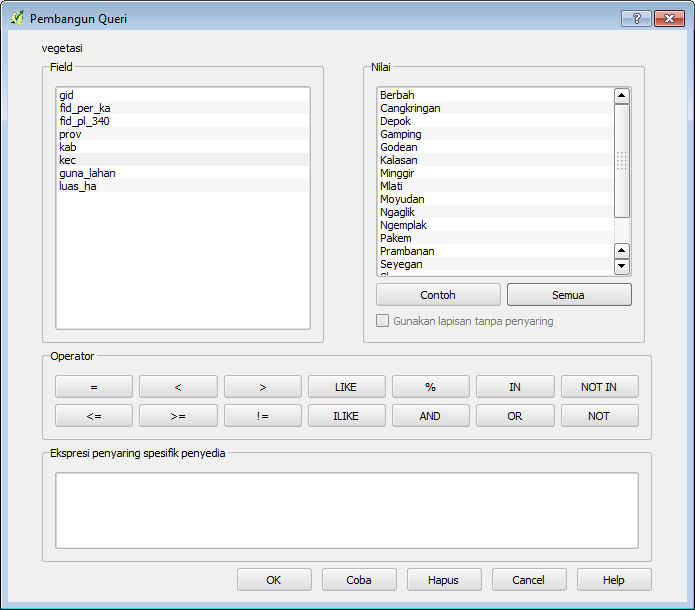 Pembangun Queri
vegetasi
Field
gid
fid_per_ka
fid_pl_340
prov
kab
kec
guna_lahan
luas_ha
Nilai
Berbah
Cangkringan
Depok
Gamping
Godean
Kalasan
Minggir
Mlati
Moyudan
Ngaglik
Ngemplak
Pakem
Prambanan
Seyegan
Contoh
Semua
Gunakan lapisan tanpa penyaring
Operator
=
<
>
LIKE
%
IN
NOT IN
<=
>=
!=
ILIKE
AND
OR
NOT
Ekspresi penyaring spesifik penyedia
OK
Coba
Hapus
Cancel
Help